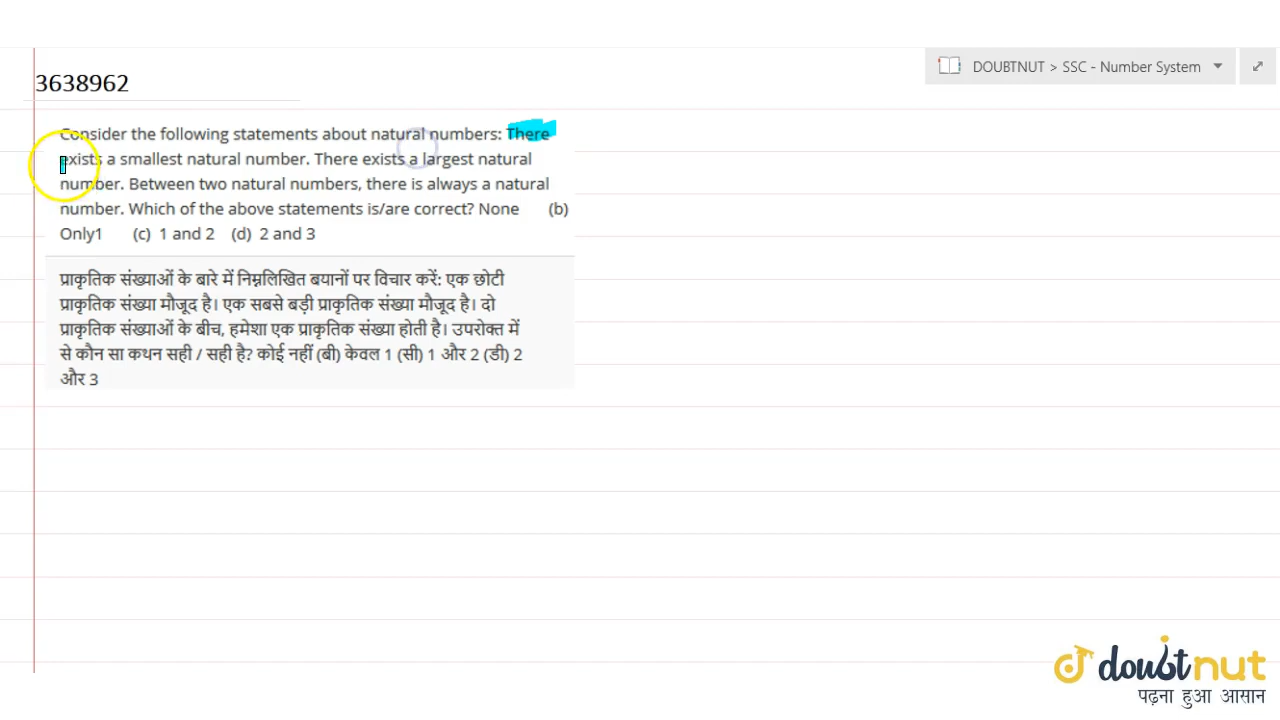 3638962
DOUBTNUT > SSC - Number System
Consider the following statements about natural numbers: There
exists a smallest natural number. There exists a largest natural
number. Between two natural numbers, there is always a natural
number. Which of the above statements is/are correct? None (b)
Only1 (c) 1 and 2 (d) 2 and 3
प्राकृतिक संख्याओं के बारे में निम्नलिखित बयानों पर विचार करें: एक छोटी
प्राकृतिक संख्या मौजूद है। एक सबसे बड़ी प्राकृतिक संख्या मौजूद है। दो
प्राकृतिक संख्याओं के बीच, हमेशा एक प्राकृतिक संख्या होती है। उपरोक्त में
से कौन सा कथन सही / सही है? कोई नहीं (बी) केवल 1 (सी) 1 और 2 (डी) 2
और 3
doubtnut
पढ़ना हुआ आसान